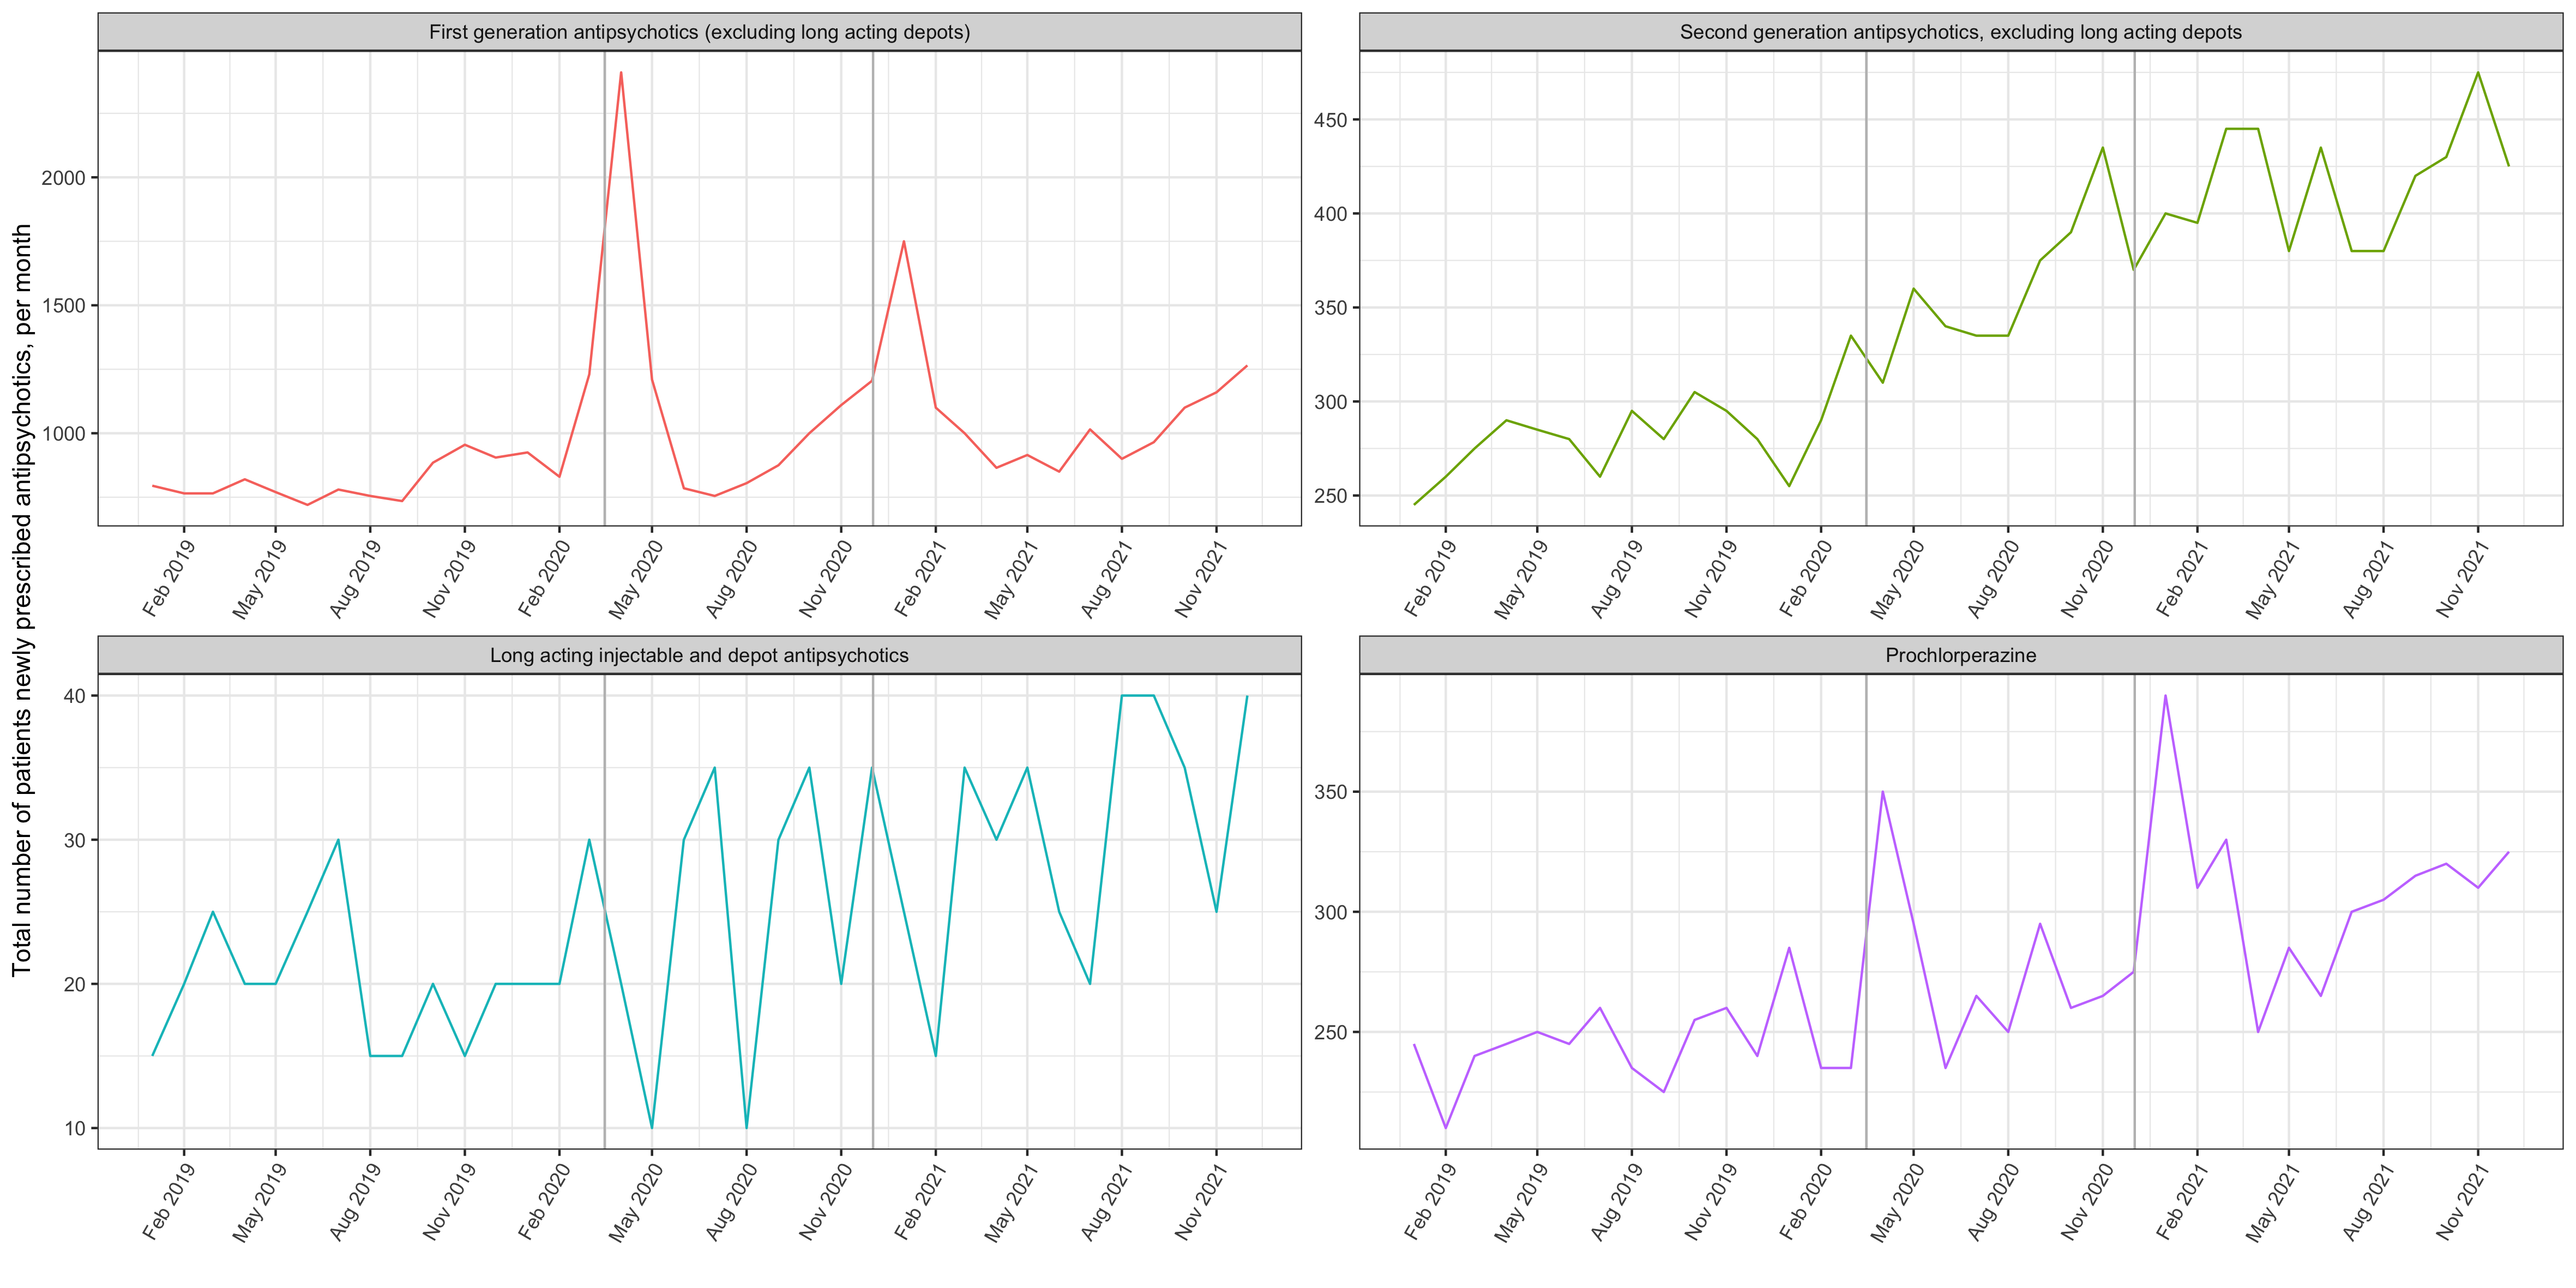 Total number of patients newly prescribed antipsychotics, per month
First generation antipsychotics (excluding long acting depots)
2000
1500
1000
Feb 2019
May 2019
Aug 2019
Nov 2019
Feb 2020
May 2020
Aug 2020
Nov 2020
Feb 2021
May 2021
Aug 2021
Nov 2021
Second generation antipsychotics, excluding long acting depots
450
400
350
300
250
Feb 2019
May 2019
Aug 2019
Nov 2019
Feb 2020
May 2020
Aug 2020
Nov 2020
Feb 2021
May 2021
Aug 2021
Nov 2021
Long acting injectable and depot antipsychotics
40
30
20
10
Feb 2019
May 2019
Aug 2019
Nov 2019
Feb 2020
May 2020
Aug 2020
Nov 2020
Feb 2021
May 2021
Aug 2021
Nov 2021
Prochlorperazine
350
300
250
Feb 2019
May 2019
Aug 2019
Nov 2019
Feb 2020
May 2020
Aug 2020
Nov 2020
Feb 2021
May 2021
Aug 2021
Nov 2021